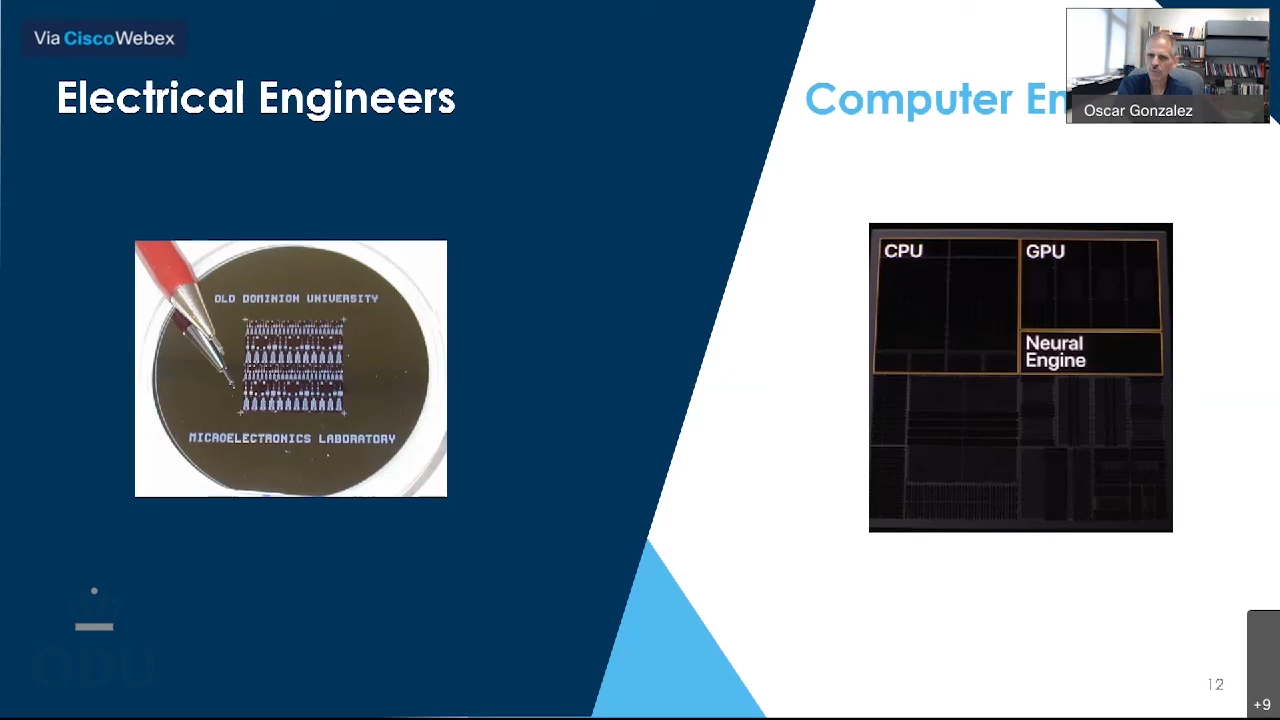 Via CiscoWebex
Electrical Engineers
Computer En
Oscar Gonzalez
OLD DOMINION UNIVERSITY
MICROELECTRONICS LABORATORY
CPU
GPU
Neural
Engine
ODU
12
+9